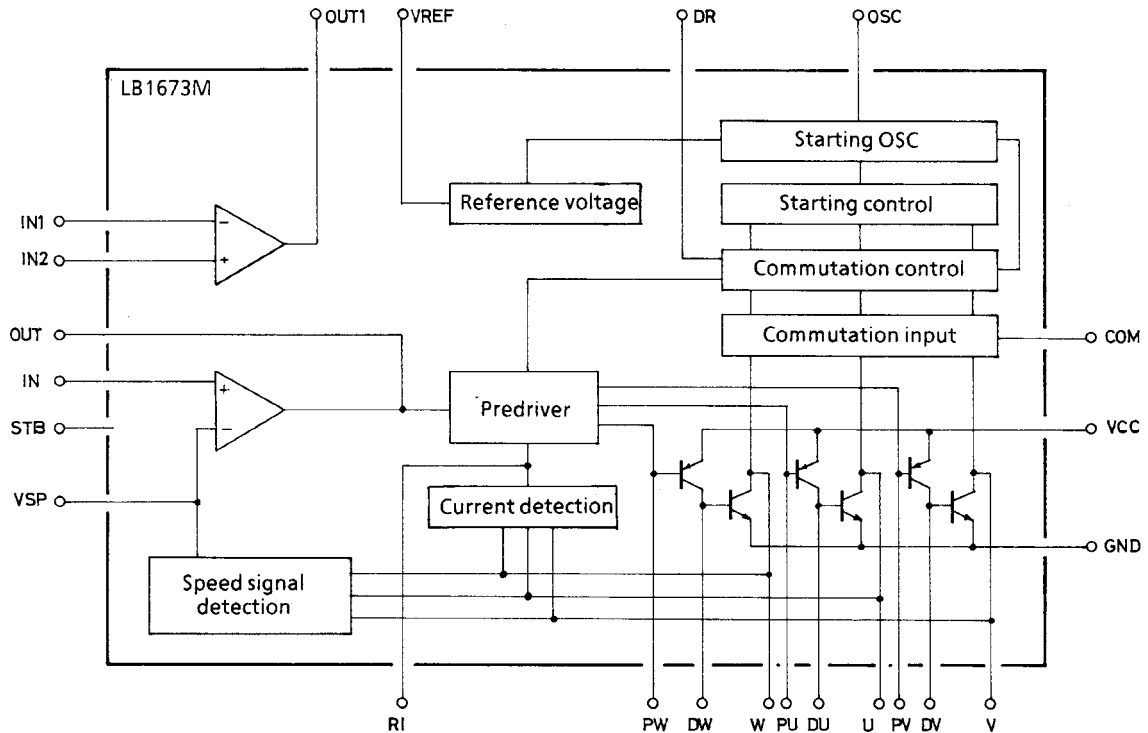 OUT1
VREF
DR
OSC
LB1673M
Starting OSC
Reference voltage
Starting control
IN1
−
IN2
+
Commutation control
OUT
Commutation input
COM
IN
+
Predriver
STB
−
VCC
VSP
Current detection
GND
Speed signal
detection
RI
PW
DW
W
PU
DU
U
PV
DV
V